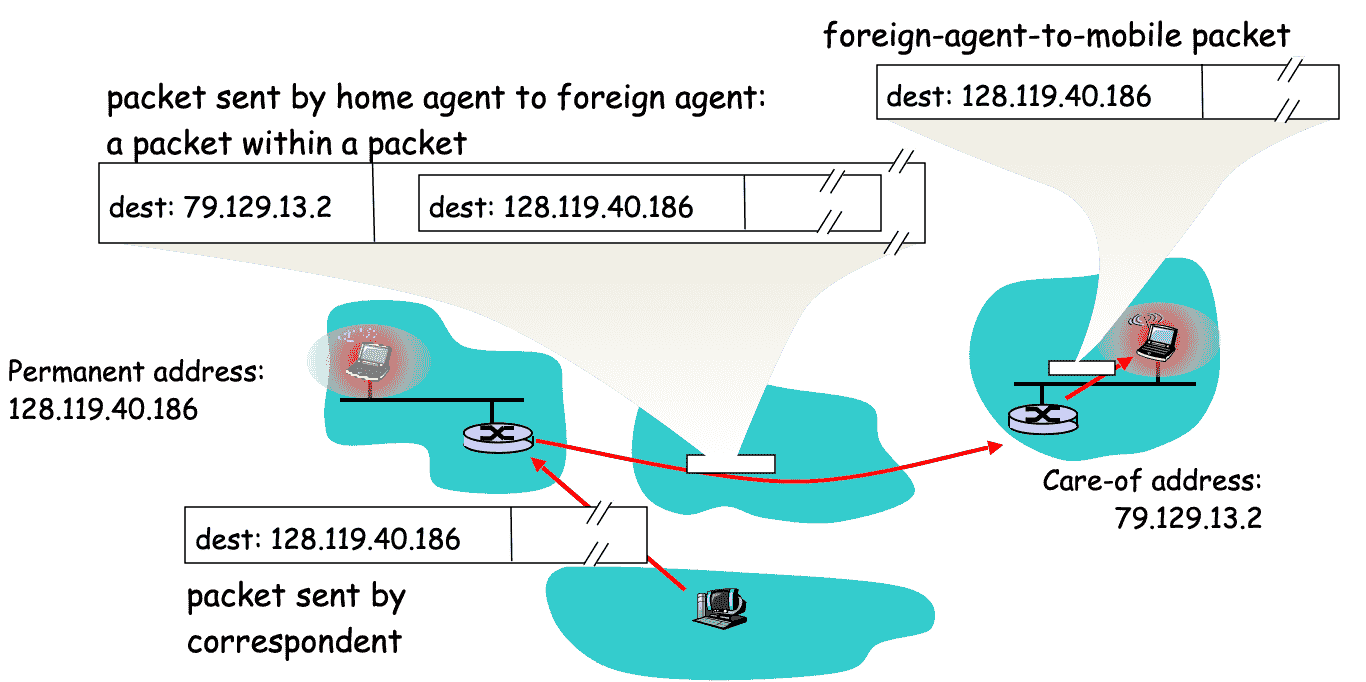 foreign-agent-to-mobile packet
dest: 128.119.40.186
packet sent by home agent to foreign agent:
a packet within a packet
dest: 79.129.13.2
dest: 128.119.40.186
Permanent address:
128.119.40.186
Care-of address:
79.129.13.2
dest: 128.119.40.186
packet sent by
correspondent